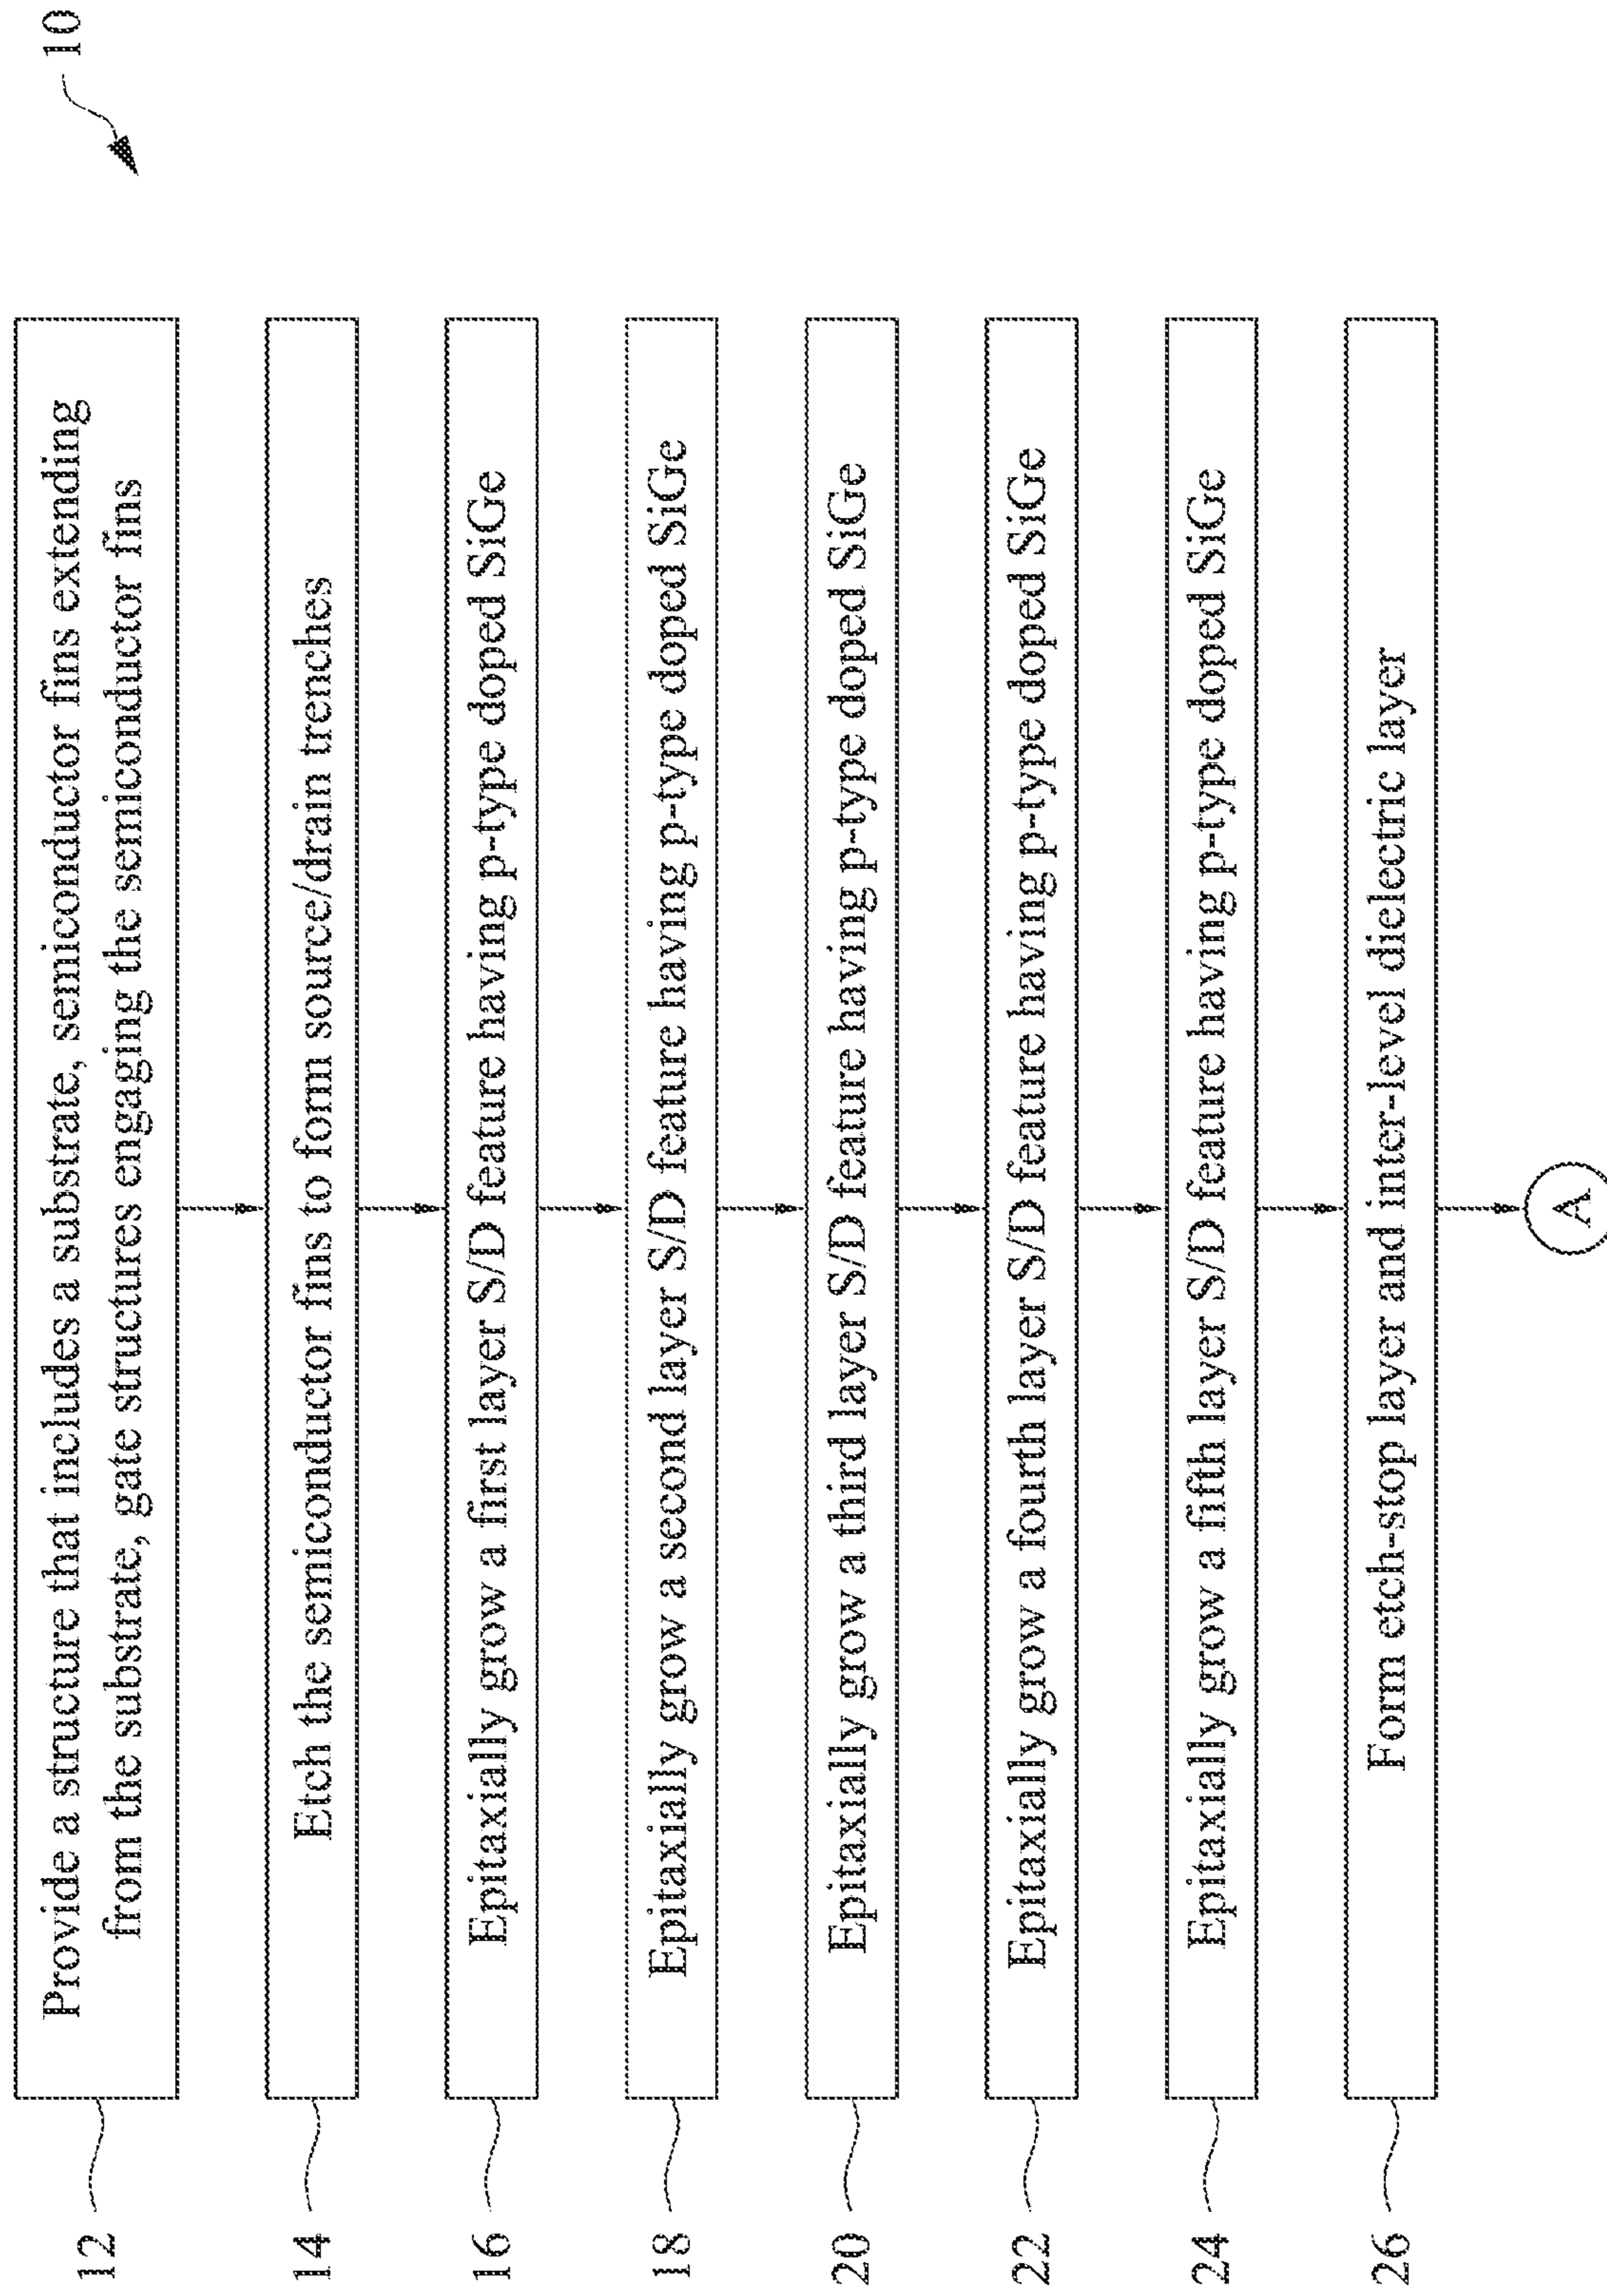 10
12
Provide a structure that includes a substrate, semiconductor fins extending
from the substrate, gate structures engaging the semiconductor fins
14
Etch the semiconductor fins to form source/drain trenches
16
Epitaxially grow a first layer S/D feature having p-type doped SiGe
18
Epitaxially grow a second layer S/D feature having p-type doped SiGe
20
Epitaxially grow a third layer S/D feature having p-type doped SiGe
22
Epitaxially grow a fourth layer S/D feature having p-type doped SiGe
24
Epitaxially grow a fifth layer S/D feature having p-type doped SiGe
26
Form etch-stop layer and inter-level dielectric layer
A